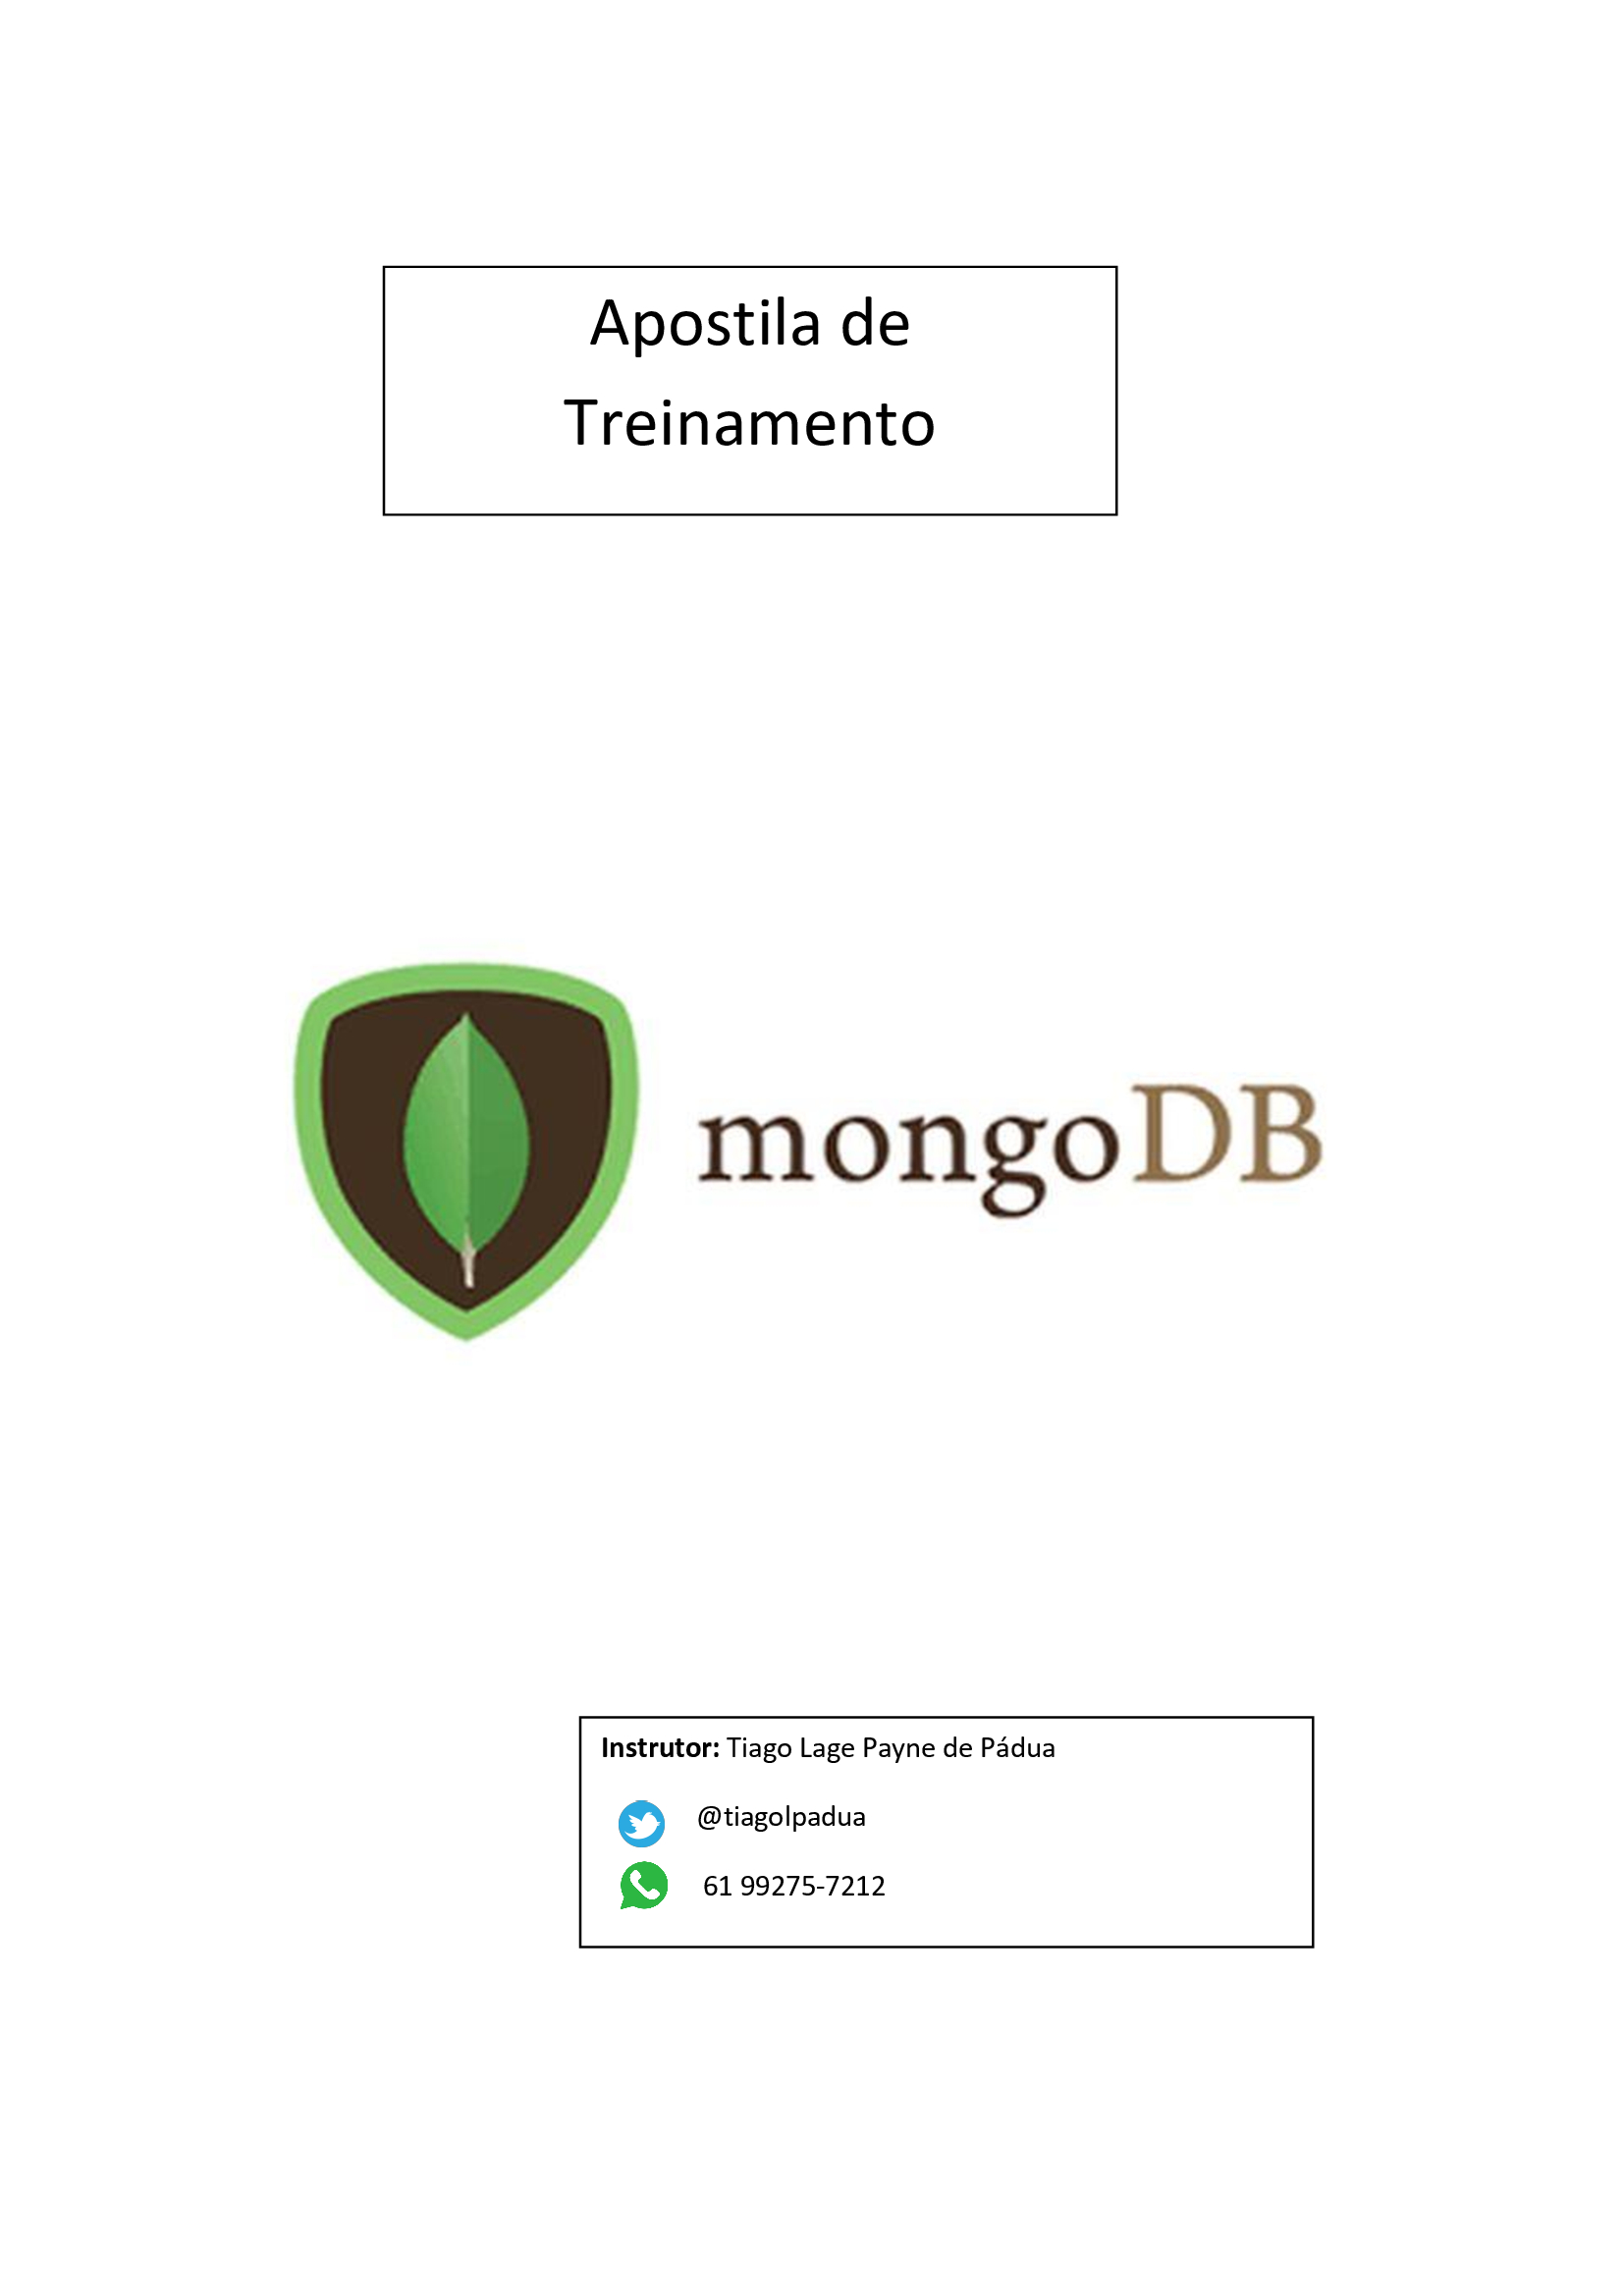 Apostila de
Treinamento
mongoDB
Instrutor: Tiago Lage Payne de Pádua
@tiagolpadua
61 99275-7212